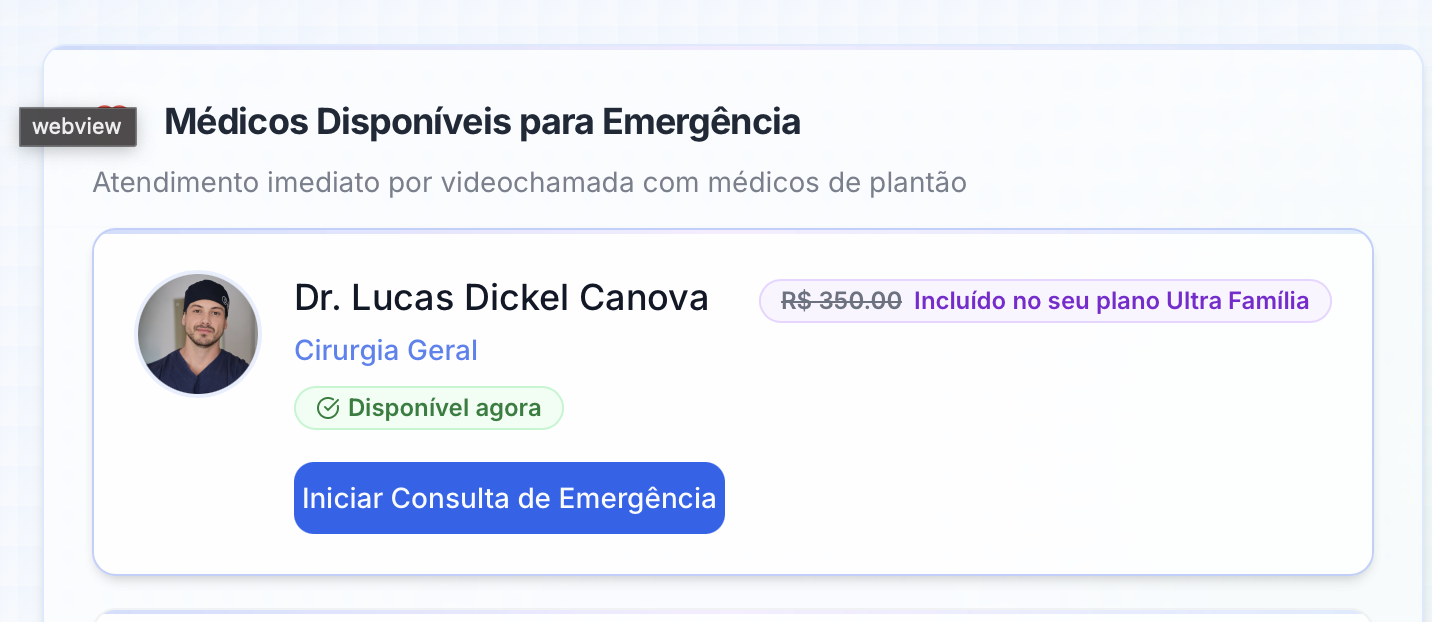 webview
Médicos Disponíveis para Emergência
Atendimento imediato por videochamada com médicos de plantão
Dr. Lucas Dickel Canova
R$ 350.00 Incluído no seu plano Ultra Família
Cirurgia Geral
Disponível agora
Iniciar Consulta de Emergência